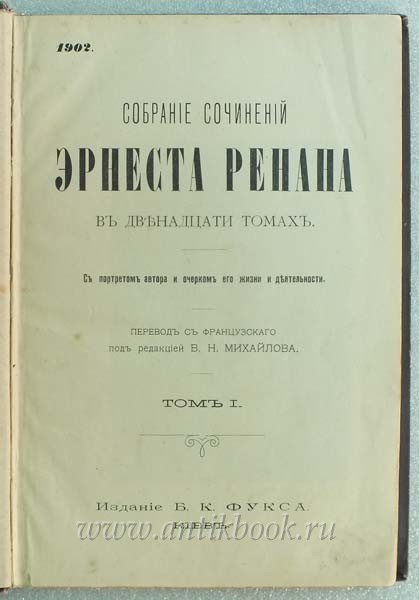 1902.
СОБРАНІЕ СОЧИНЕНІЙ
ЭРНЕСТА РЕНАНА
ВЪ ДВѢНАДЦАТИ ТОМАХЪ.
Съ портретомъ автора и очеркомъ его жизни и дѣятельности.
ПЕРЕВОДЪ СЪ ФРАНЦУЗСКАГО
подъ редакціей В. Н. МИХАЙЛОВА.
ТОМЪ I.
Изданіе Б. К. ФУКСА.
КІЕВЪ.
www.antikbook.ru